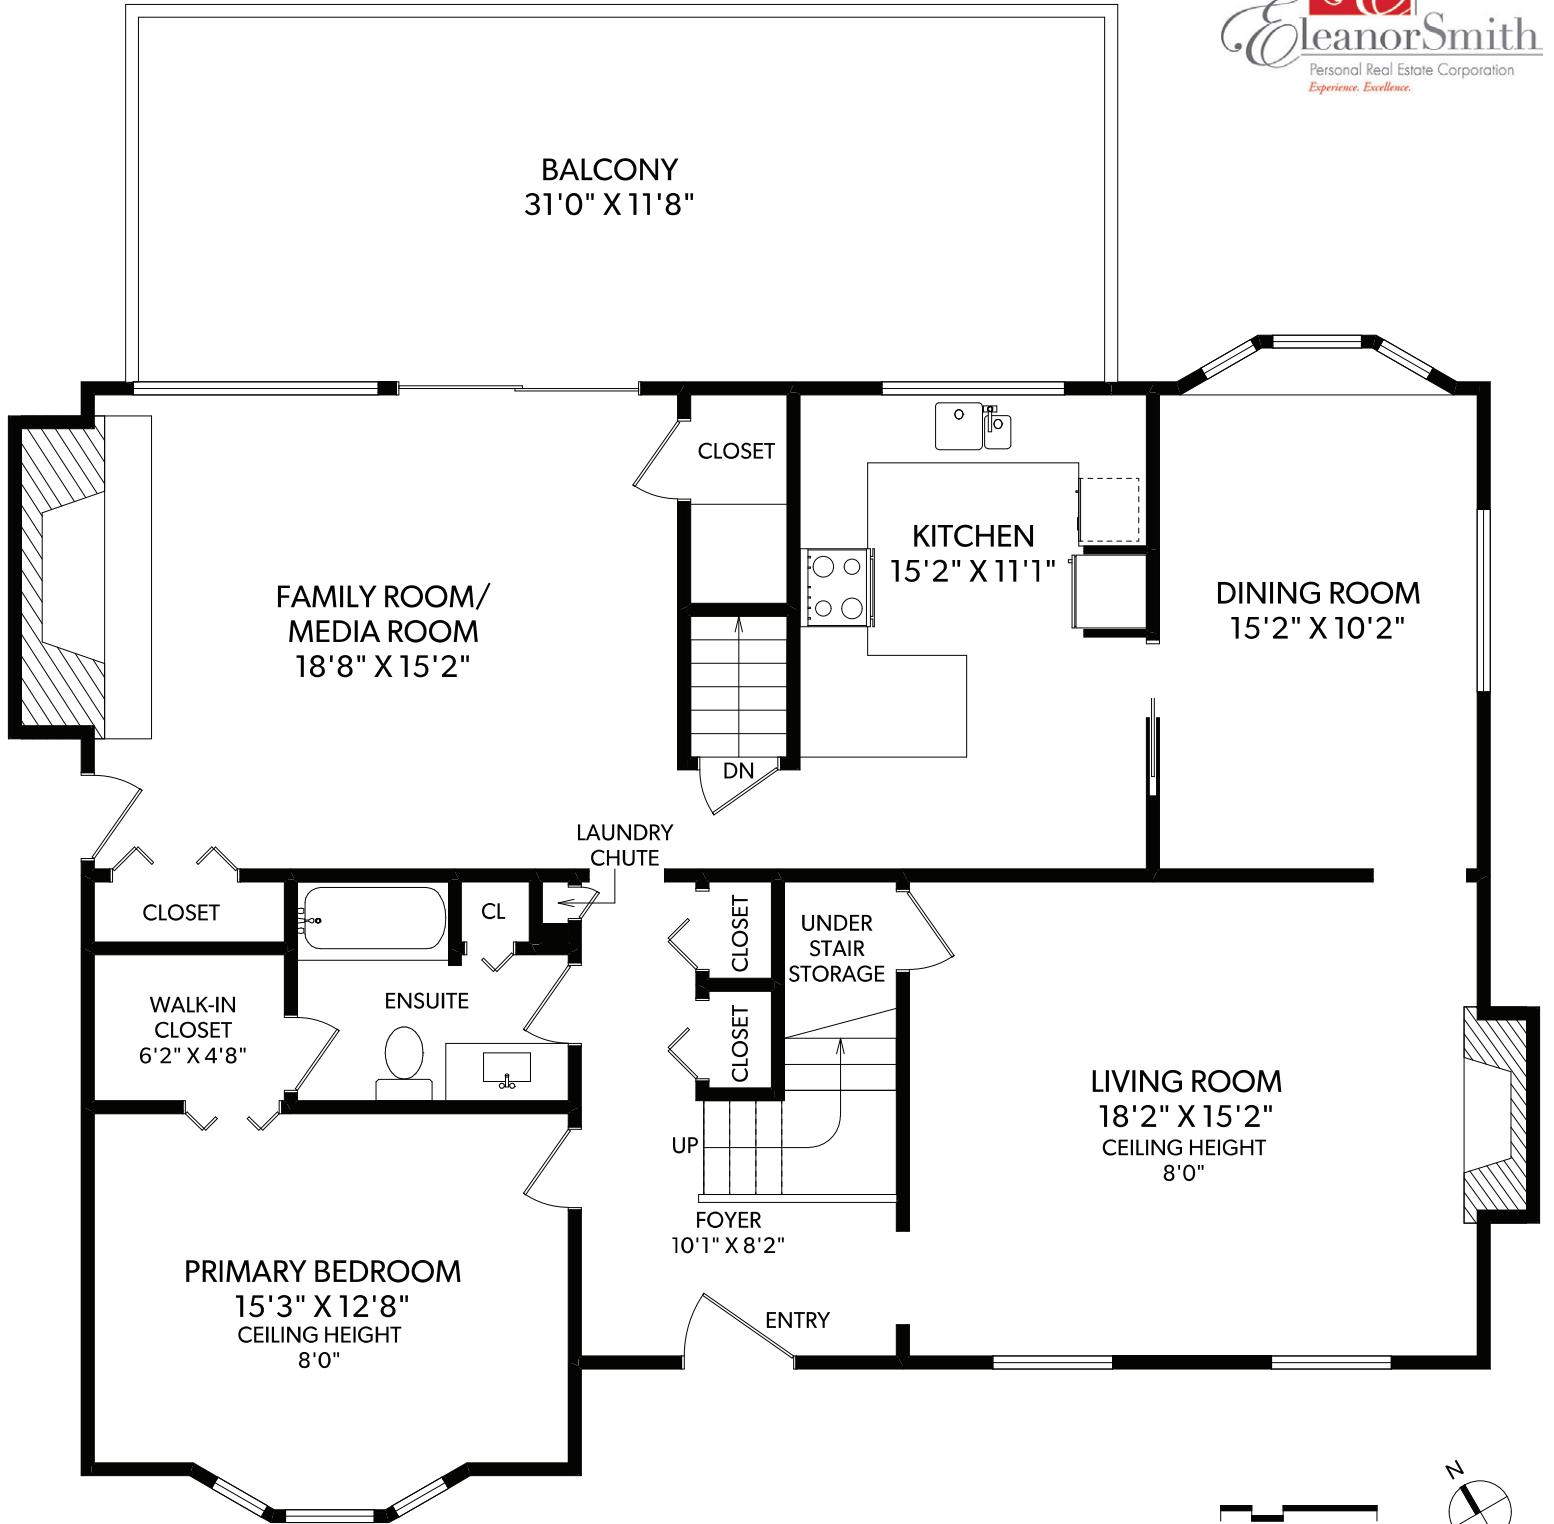 EleanorSmith
Personal Real Estate Corporation
Experience. Excellence.
BALCONY
31'0" X 11'8"
CLOSET
KITCHEN
15'2" X 11'1"
FAMILY ROOM/
MEDIA ROOM
18'8" X 15'2"
DINING ROOM
15'2" X 10'2"
DN
LAUNDRY
CHUTE
CLOSET
CL
CLOSET
UNDER
STAIR
STORAGE
WALK-IN
CLOSET
6'2" X 4'8"
ENSUITE
CLOSET
LIVING ROOM
18'2" X 15'2"
CEILING HEIGHT
8'0"
UP
FOYER
10'1" X 8'2"
PRIMARY BEDROOM
15'3" X 12'8"
CEILING HEIGHT
8'0"
ENTRY
N